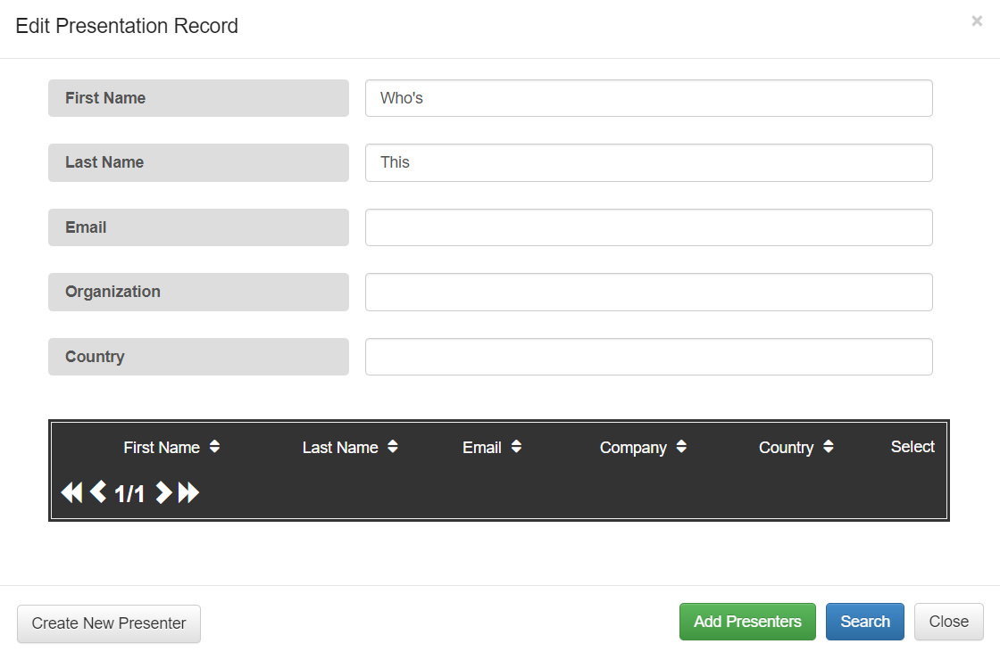 Edit Presentation Record ×
First Name Who's
Last Name This
Email
Organization
Country
First Name Last Name Email Company Country Select
1/1
Create New Presenter Add Presenters Search Close